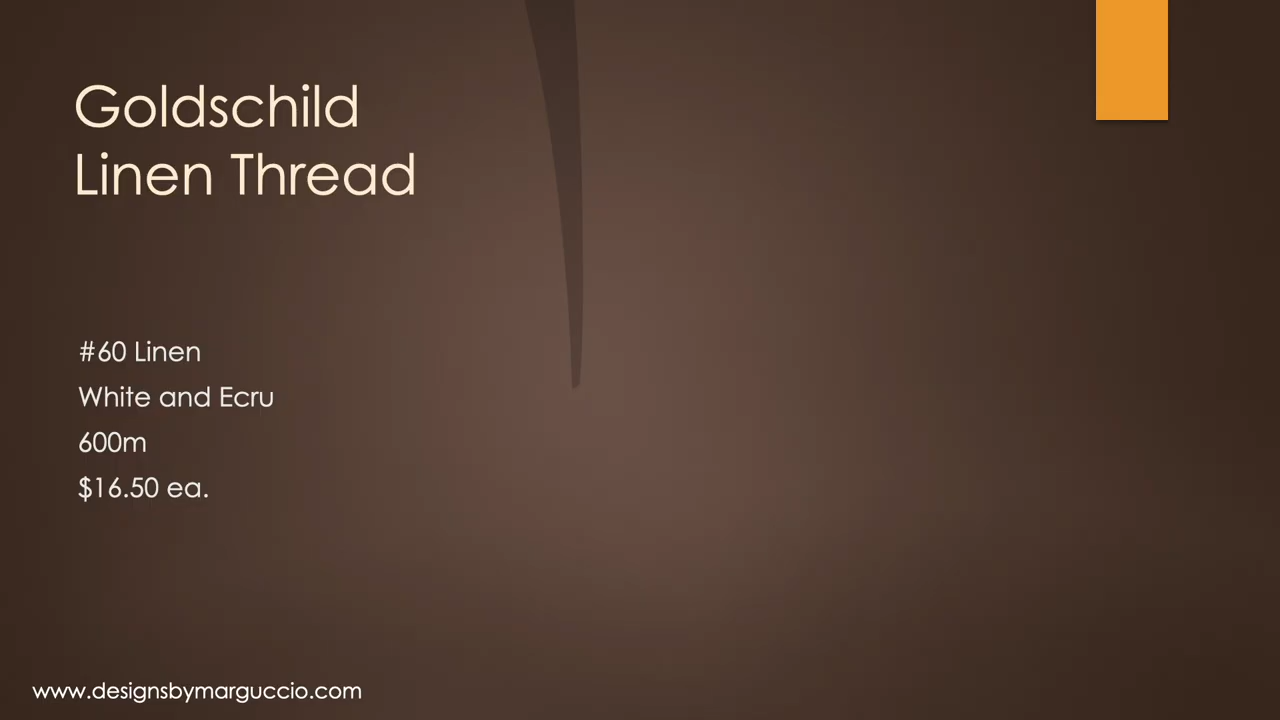 Goldschild
Linen Thread
#60 Linen
White and Ecru
600m
$16.50 ea.
www.designsbymarguccio.com